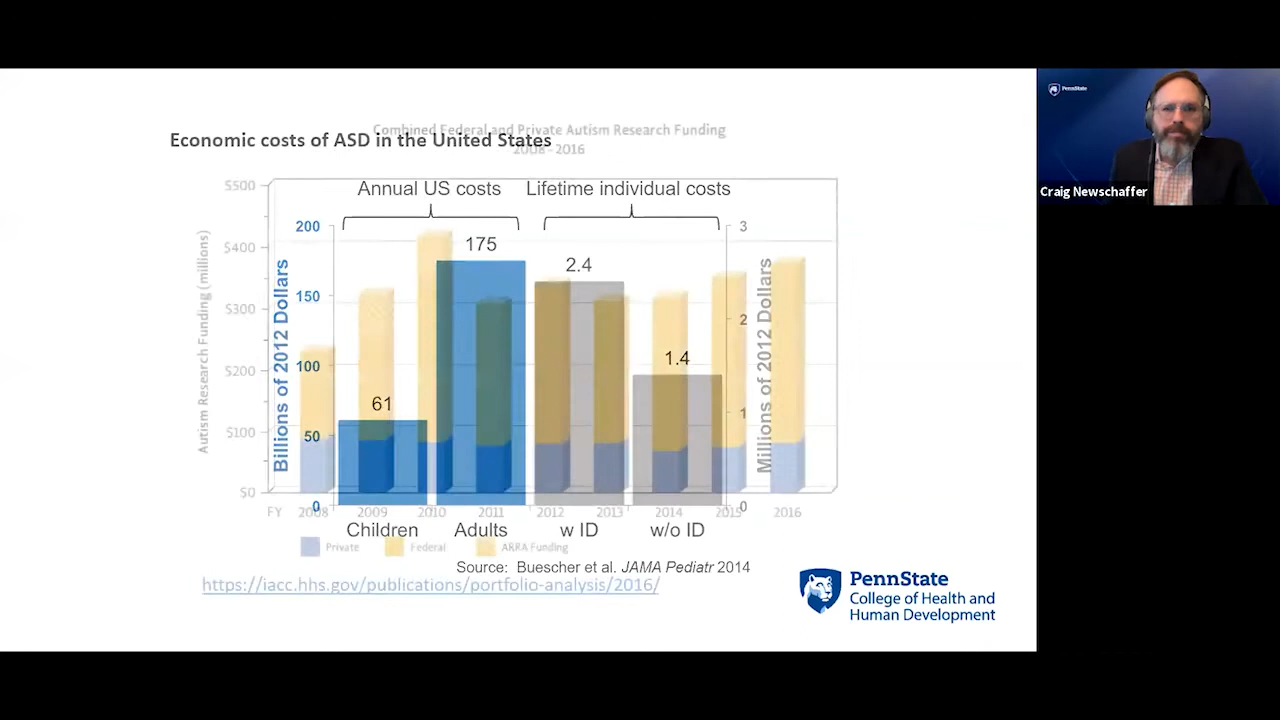 Combined Federal and Private Autism Research Funding
2008 - 2016
Economic costs of ASD in the United States
Annual US costs
Lifetime individual costs
$500
$400
$300
$200
$100
$0
Autism Research Funding (millions)
200
150
100
50
0
Billions of 2012 Dollars
61
175
2.4
1.4
3
2
1
0
Millions of 2012 Dollars
FY 2008 2009 2010 2011 2012 2013 2014 2015 2016
Children Adults w ID w/o ID
Private Federal ARRA Funding
Source: Buescher et al. JAMA Pediatr 2014
https://iacc.hhs.gov/publications/portfolio-analysis/2016/
PennState
College of Health and
Human Development
PennState
Craig Newschaffer